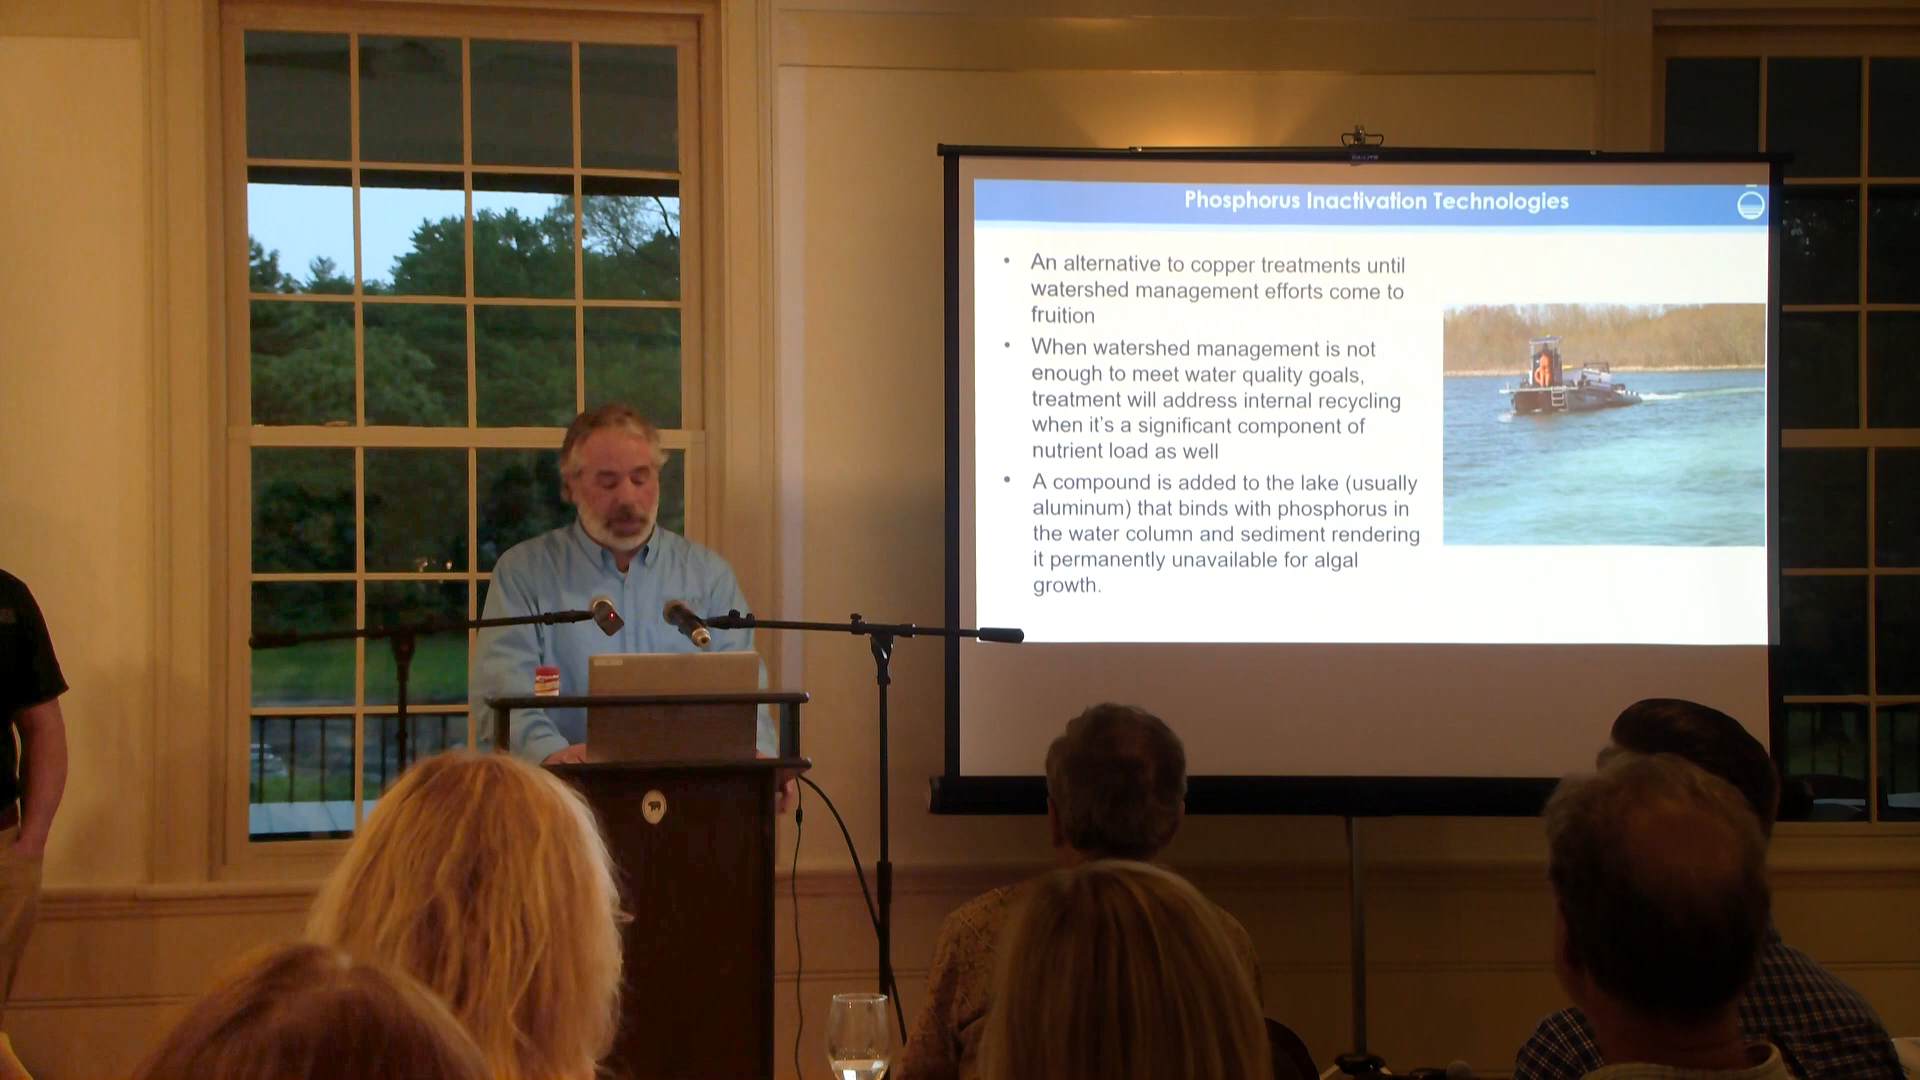 Phosphorus Inactivation Technologies
• An alternative to copper treatments until
watershed management efforts come to
fruition
• When watershed management is not
enough to meet water quality goals,
treatment will address internal recycling
when it's a significant component of
nutrient load as well
• A compound is added to the lake (usually
aluminum) that binds with phosphorus in
the water column and sediment rendering
it permanently unavailable for algal
growth.